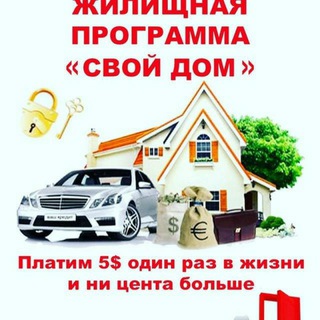 ЖИЛИЩНАЯ
ПРОГРАММА
«СВОЙ ДОМ»
$
€
Платим 5$ один раз в жизни
и ни цента больше